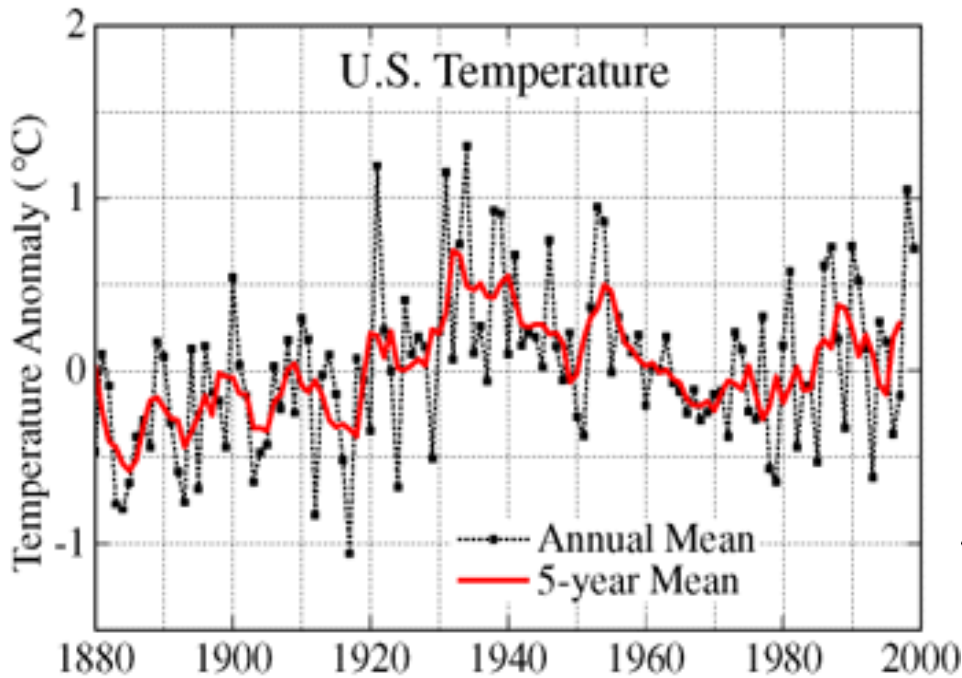 U.S. Temperature
Temperature Anomaly (°C)
2
1
0
-1
Annual Mean
5-year Mean
1880 1900 1920 1940 1960 1980 2000